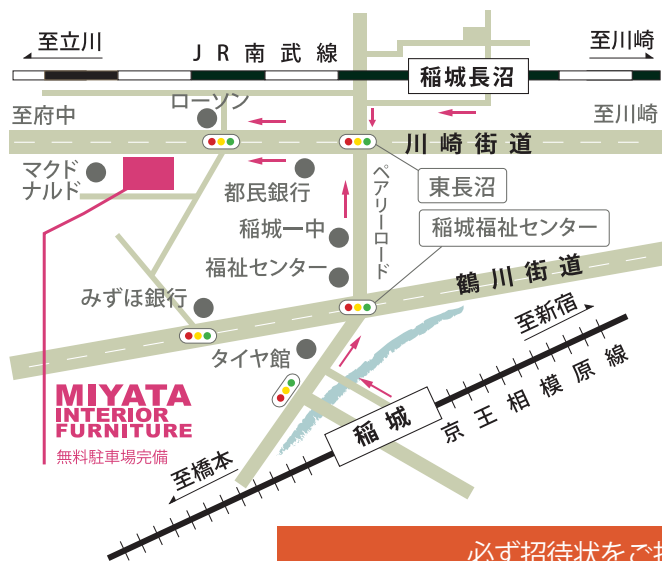 至立川
JR南武線
至川崎
稲城長沼
ローソン
至府中
至川崎
川崎街道
マクド
ナルド
都民銀行
ペアリーロード
東長沼
稲城一中
稲城福祉センター
福祉センター
鶴川街道
みずほ銀行
至新宿
タイヤ館
MIYATA
INTERIOR
FURNITURE
無料駐車場完備
稲城
京王相模原線
至橋本
必ず招待状をご